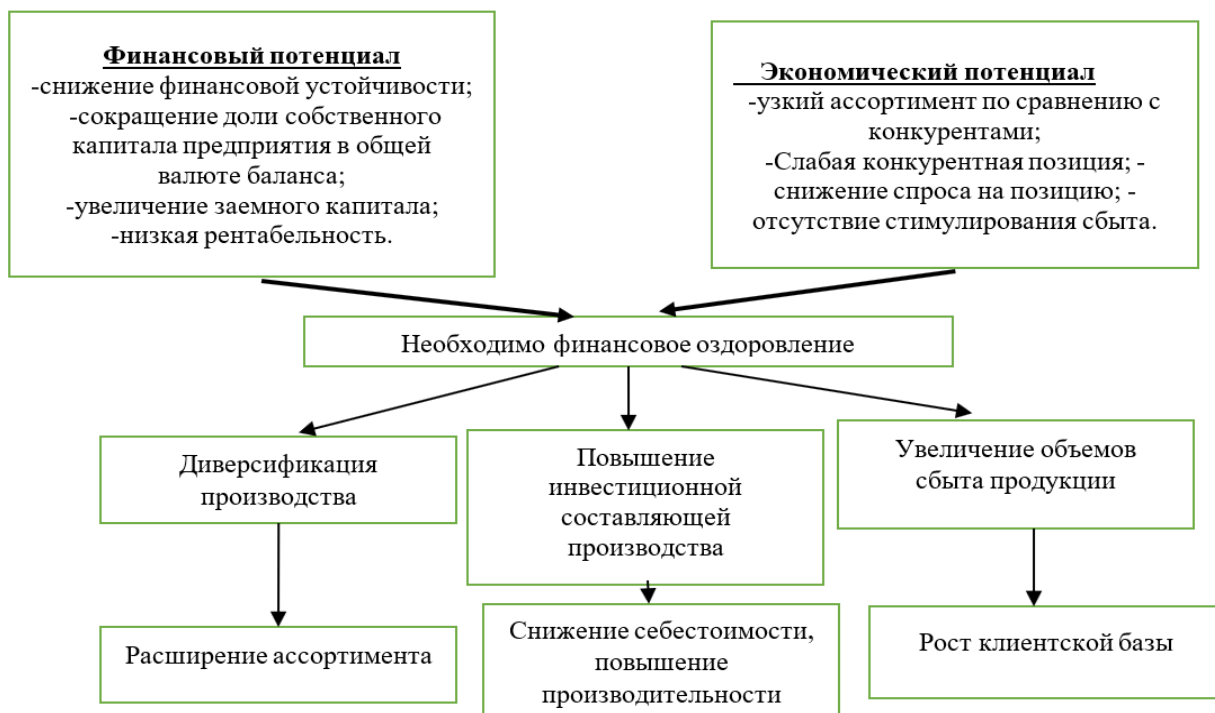 Финансовый потенциал
-снижение финансовой устойчивости;
-сокращение доли собственного
капитала предприятия в общей
валюте баланса;
-увеличение заемного капитала;
-низкая рентабельность.
Экономический потенциал
-узкий ассортимент по сравнению с
конкурентами;
-Слабая конкурентная позиция; -
снижение спроса на позицию; -
отсутствие стимулирования сбыта.
Необходимо финансовое оздоровление
Диверсификация
производства
Повышение
инвестиционной
составляющей
производства
Увеличение объемов
сбыта продукции
Расширение ассортимента
Снижение себестоимости,
повышение
производительности
Рост клиентской базы